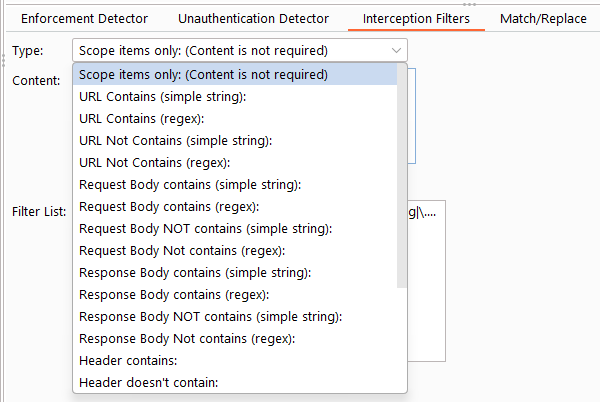 Enforcement Detector Unauthentication Detector Interception Filters Match/Replace
Type: Scope items only: (Content is not required)
Content: Scope items only: (Content is not required)
URL Contains (simple string):
URL Contains (regex):
URL Not Contains (simple string):
URL Not Contains (regex):
Request Body contains (simple string):
Filter List: Request Body contains (regex): g|\....
Request Body NOT contains (simple string):
Request Body Not contains (regex):
Response Body contains (simple string):
Response Body contains (regex):
Response Body NOT contains (simple string):
Response Body Not contains (regex):
Header contains:
Header doesn't contain: